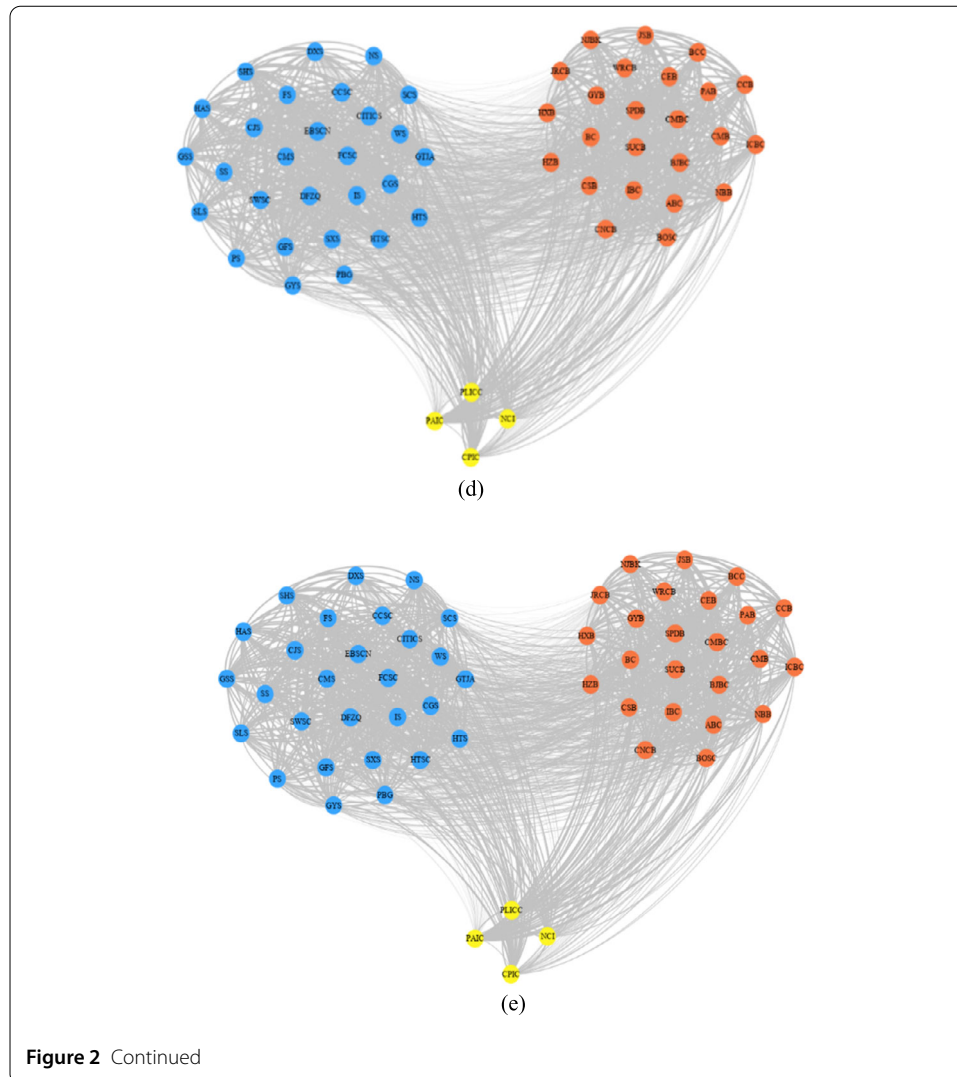 DXS
NS
SHS
FS
CCSC
SCS
HAS
CITICS
CJS
EBSCN
WS
GSS
CMS
FCSC
GTJA
SS
SWSC
DFZQ
IS
CGS
SLS
HTS
SXS
HTSC
GFS
PS
PBG
GYS
NJBK
JSB
BCC
JRCB
WRCB
CEB
CCB
GYB
PAB
HXB
SPDB
CMBC
BC
CMB
SUCB
ICBC
HZB
BJBC
CSB
IBC
NBB
ABC
CNCB
BOSC
PLICC
PAIC
NCI
CPIC
(d)
DXS
NS
SHS
FS
CCSC
SCS
HAS
CITICS
CJS
EBSCN
WS
GSS
CMS
FCSC
GTJA
SS
SWSC
DFZQ
IS
CGS
SLS
HTS
SXS
HTSC
GFS
PS
PBG
GYS
NJBK
JSB
BCC
JRCB
WRCB
CEB
CCB
GYB
PAB
HXB
SPDB
CMBC
BC
CMB
SUCB
ICBC
HZB
BJBC
CSB
IBC
NBB
ABC
CNCB
BOSC
PLICC
PAIC
NCI
CPIC
(e)
Figure 2 Continued